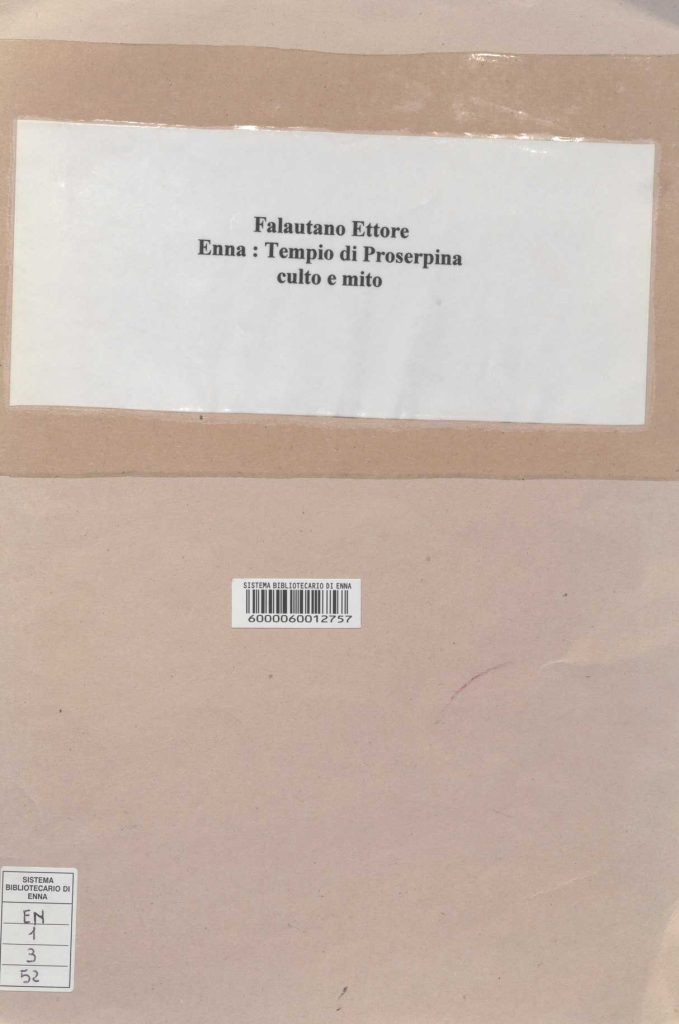 Falautano Ettore
Enna : Tempio di Proserpina
culto e mito
SISTEMA BIBLIOTECARIO DI ENNA
6000060012757
SISTEMA
BIBLIOTECARIO DI
ENNA
EN
1
3
52